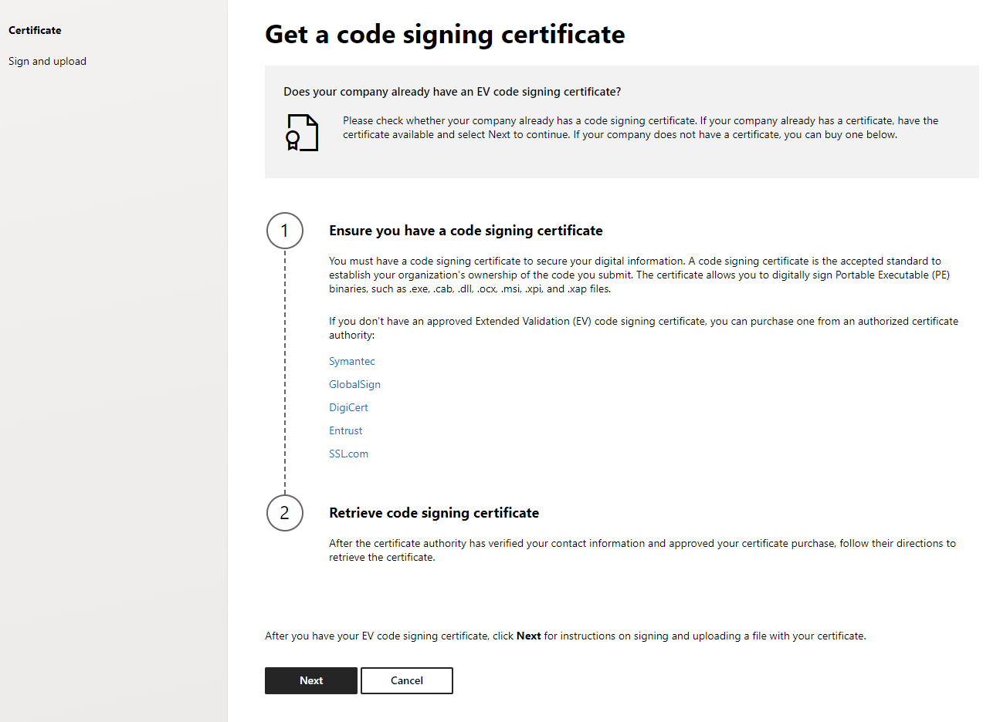 Certificate
Sign and upload
Get a code signing certificate
Does your company already have an EV code signing certificate?
Please check whether your company already has a code signing certificate. If your company already has a certificate, have the
certificate available and select Next to continue. If your company does not have a certificate, you can buy one below.
1
Ensure you have a code signing certificate
You must have a code signing certificate to secure your digital information. A code signing certificate is the accepted standard to
establish your organization's ownership of the code you submit. The certificate allows you to digitally sign Portable Executable (PE)
binaries, such as .exe, .cab, .dll, .ocx, .msi, .xpi, and .xap files.
If you don't have an approved Extended Validation (EV) code signing certificate, you can purchase one from an authorized certificate
authority:
Symantec
GlobalSign
DigiCert
Entrust
SSL.com
2
Retrieve code signing certificate
After the certificate authority has verified your contact information and approved your certificate purchase, follow their directions to
retrieve the certificate.
After you have your EV code signing certificate, click Next for instructions on signing and uploading a file with your certificate.
Next
Cancel